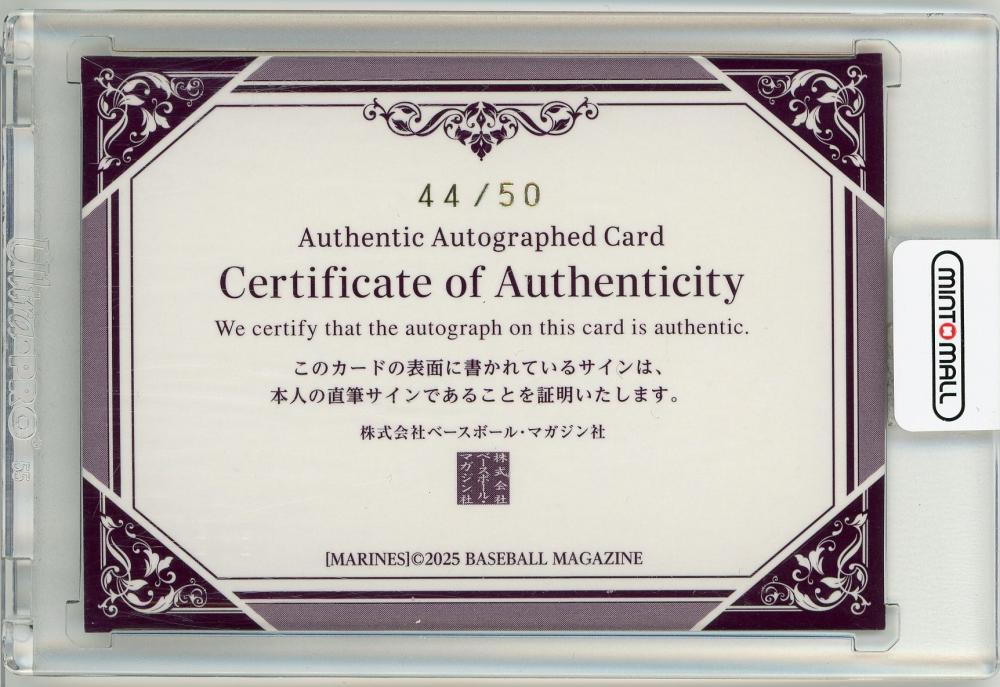 44/50
Authentic Autographed Card
Certificate of Authenticity
We certify that the autograph on this card is authentic.
このカードの表面に書かれているサインは、
本人の直筆サインであることを証明いたします。
株式会社ベースボール・マガジン社
株式会社
ベースボール・
マガジン社
[MARINES]©2025 BASEBALL MAGAZINE
MINT MALL
Ultra PRO
55